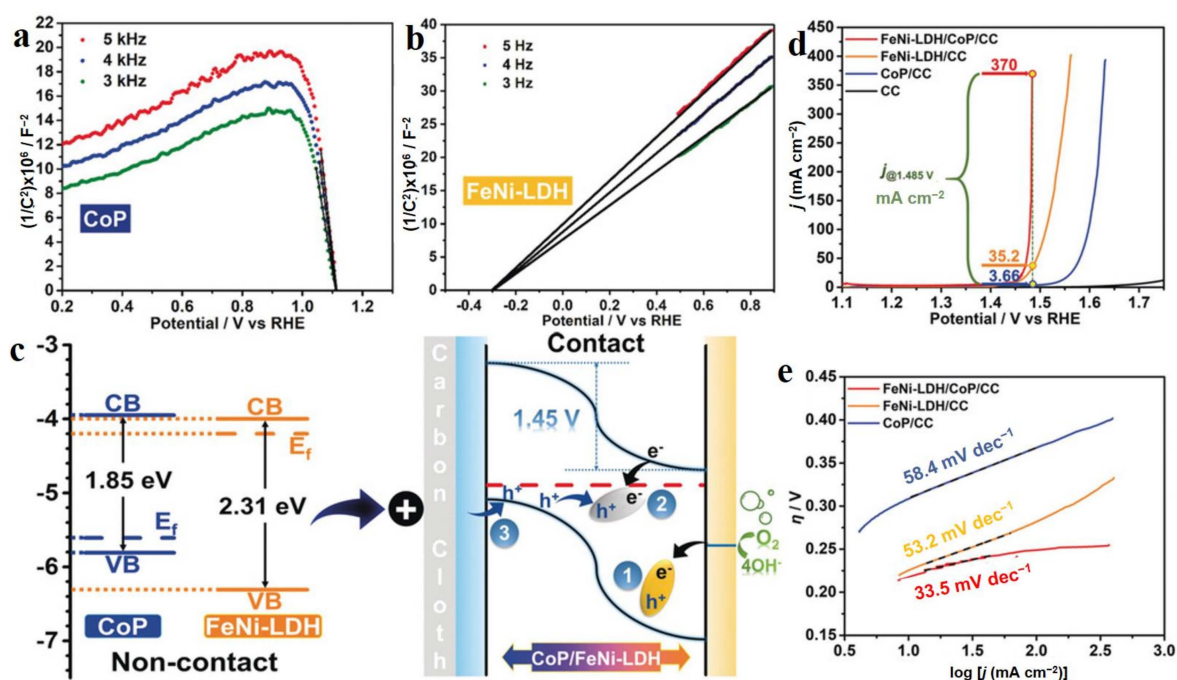 a
5 kHz
4 kHz
3 kHz
CoP
(1/C²)x10⁶ / F⁻²
22
20
18
16
14
12
10
8
6
4
2
0
0.2 0.4 0.6 0.8 1.0 1.2
Potential / V vs RHE
b
5 Hz
4 Hz
3 Hz
FeNi-LDH
(1/C²)x10⁶ / F⁻²
40
35
30
25
20
15
10
5
0
-0.4 -0.2 0.0 0.2 0.4 0.6 0.8
Potential / V vs RHE
d
FeNi-LDH/CoP/CC
FeNi-LDH/CC
CoP/CC
CC
370
j@1.485 V
mA cm⁻²
35.2
3.66
j (mA cm⁻²)
450
400
350
300
250
200
150
100
50
0
1.1 1.2 1.3 1.4 1.5 1.6 1.7
Potential / V vs RHE
c
-3
-4
-5
-6
-7
CB
CB
Ef
1.85 eV
2.31 eV
Ef
VB
VB
CoP
FeNi-LDH
Non-contact
+
Contact
Carbon Cloth
1.45 V
e⁻
h⁺
h⁺
e⁻
h⁺
2
3
1
e⁻
h⁺
O₂
4OH⁻
CoP/FeNi-LDH
e
FeNi-LDH/CoP/CC
FeNi-LDH/CC
CoP/CC
58.4 mV dec⁻¹
53.2 mV dec⁻¹
33.5 mV dec⁻¹
η / V
0.45
0.40
0.35
0.30
0.25
0.20
0.15
0.5 1.0 1.5 2.0 2.5 3.0
log [j (mA cm⁻²)]